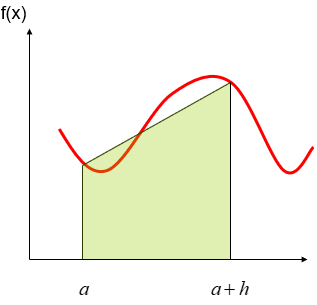 f(x)
a
a + h